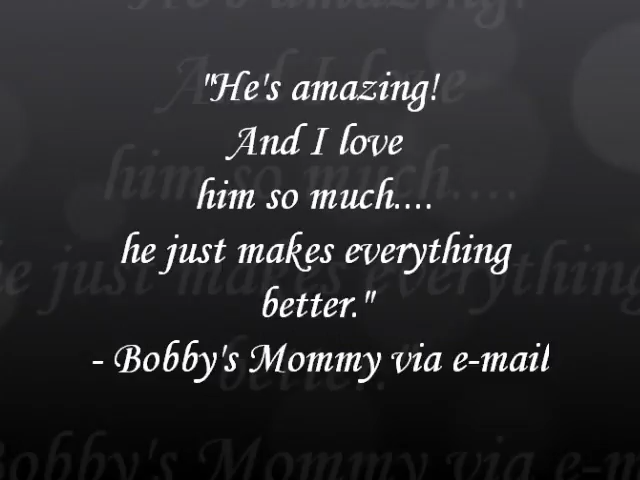 "He's amazing!
And I love
him so much....
he just makes everything
better."
- Bobby's Mommy via e-mail